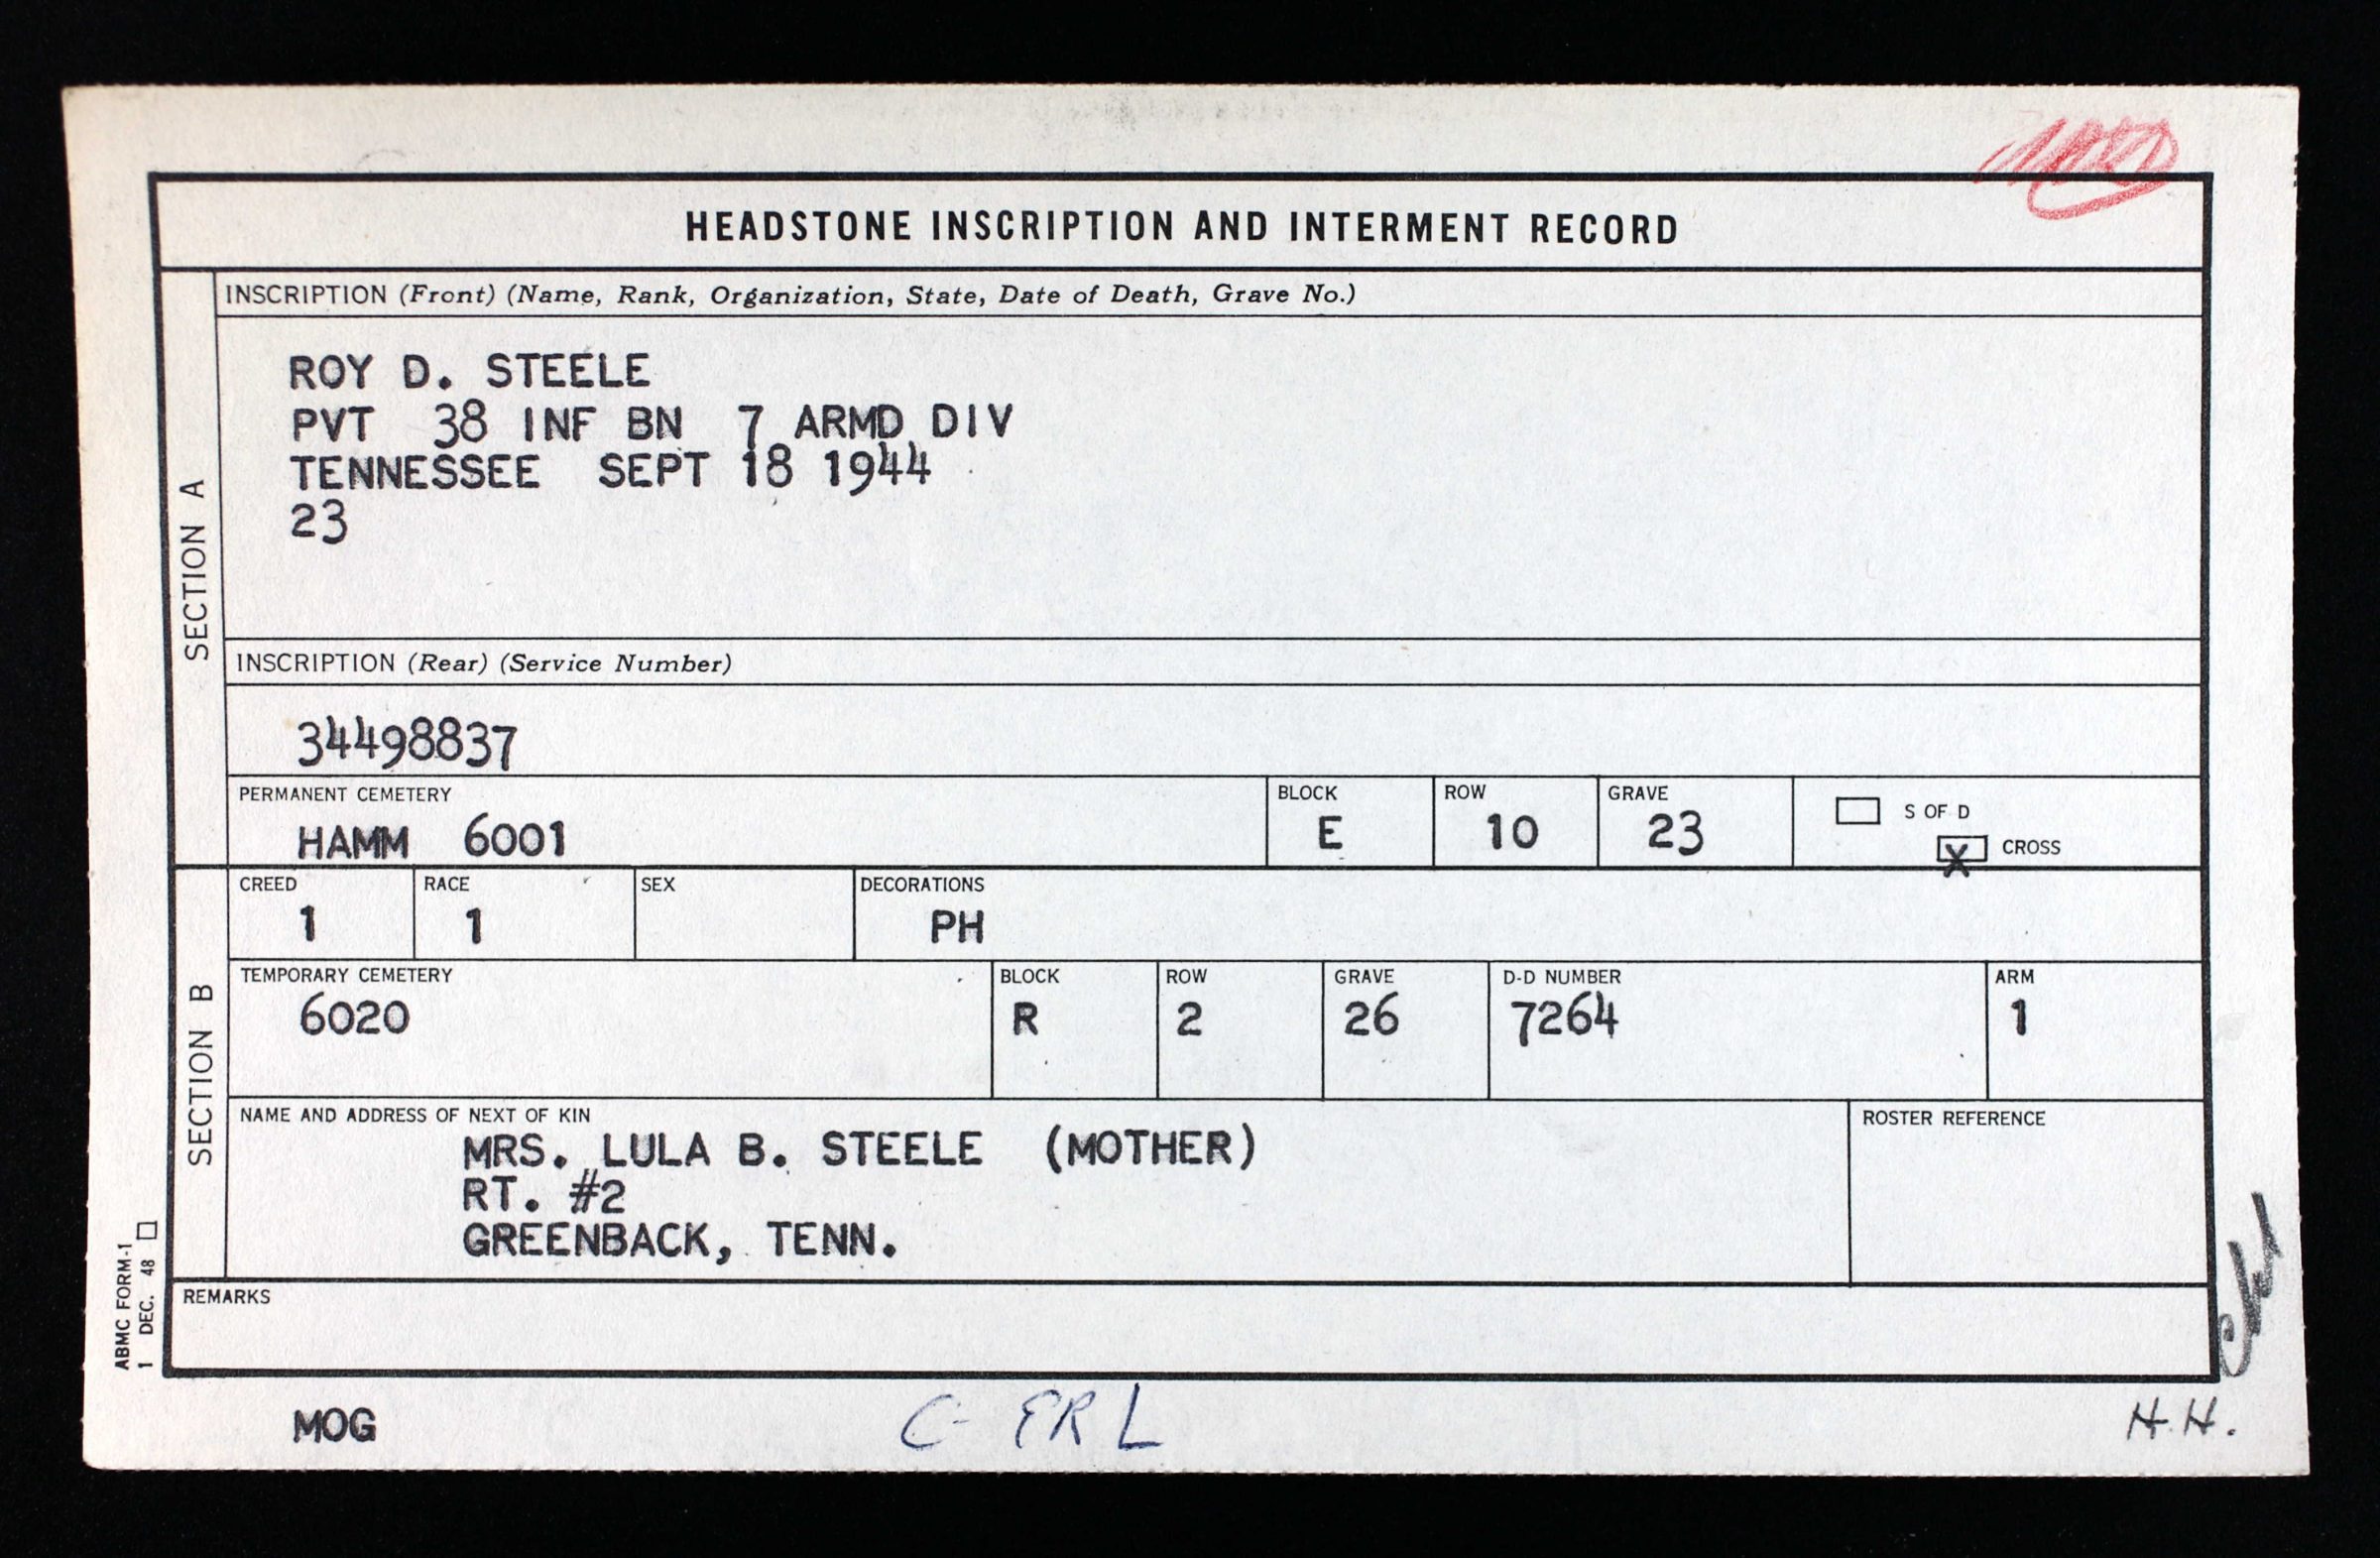 HEADSTONE INSCRIPTION AND INTERMENT RECORD
SECTION A
INSCRIPTION (Front) (Name, Rank, Organization, State, Date of Death, Grave No.)
ROY D. STEELE
PVT 38 INF BN 7 ARMD DIV
TENNESSEE SEPT 18 1944
23
INSCRIPTION (Rear) (Service Number)
34498837
PERMANENT CEMETERY BLOCK ROW GRAVE
HAMM 6001 E 10 23
S OF D
X CROSS
SECTION B
CREED RACE SEX DECORATIONS
1 1 PH
TEMPORARY CEMETERY BLOCK ROW GRAVE D-D NUMBER ARM
6020 R 2 26 7264 1
NAME AND ADDRESS OF NEXT OF KIN ROSTER REFERENCE
MRS. LULA B. STEELE (MOTHER)
RT. #2
GREENBACK, TENN.
REMARKS
ABMC FORM-1
1 DEC. 48
MOG C- ERL H.H.